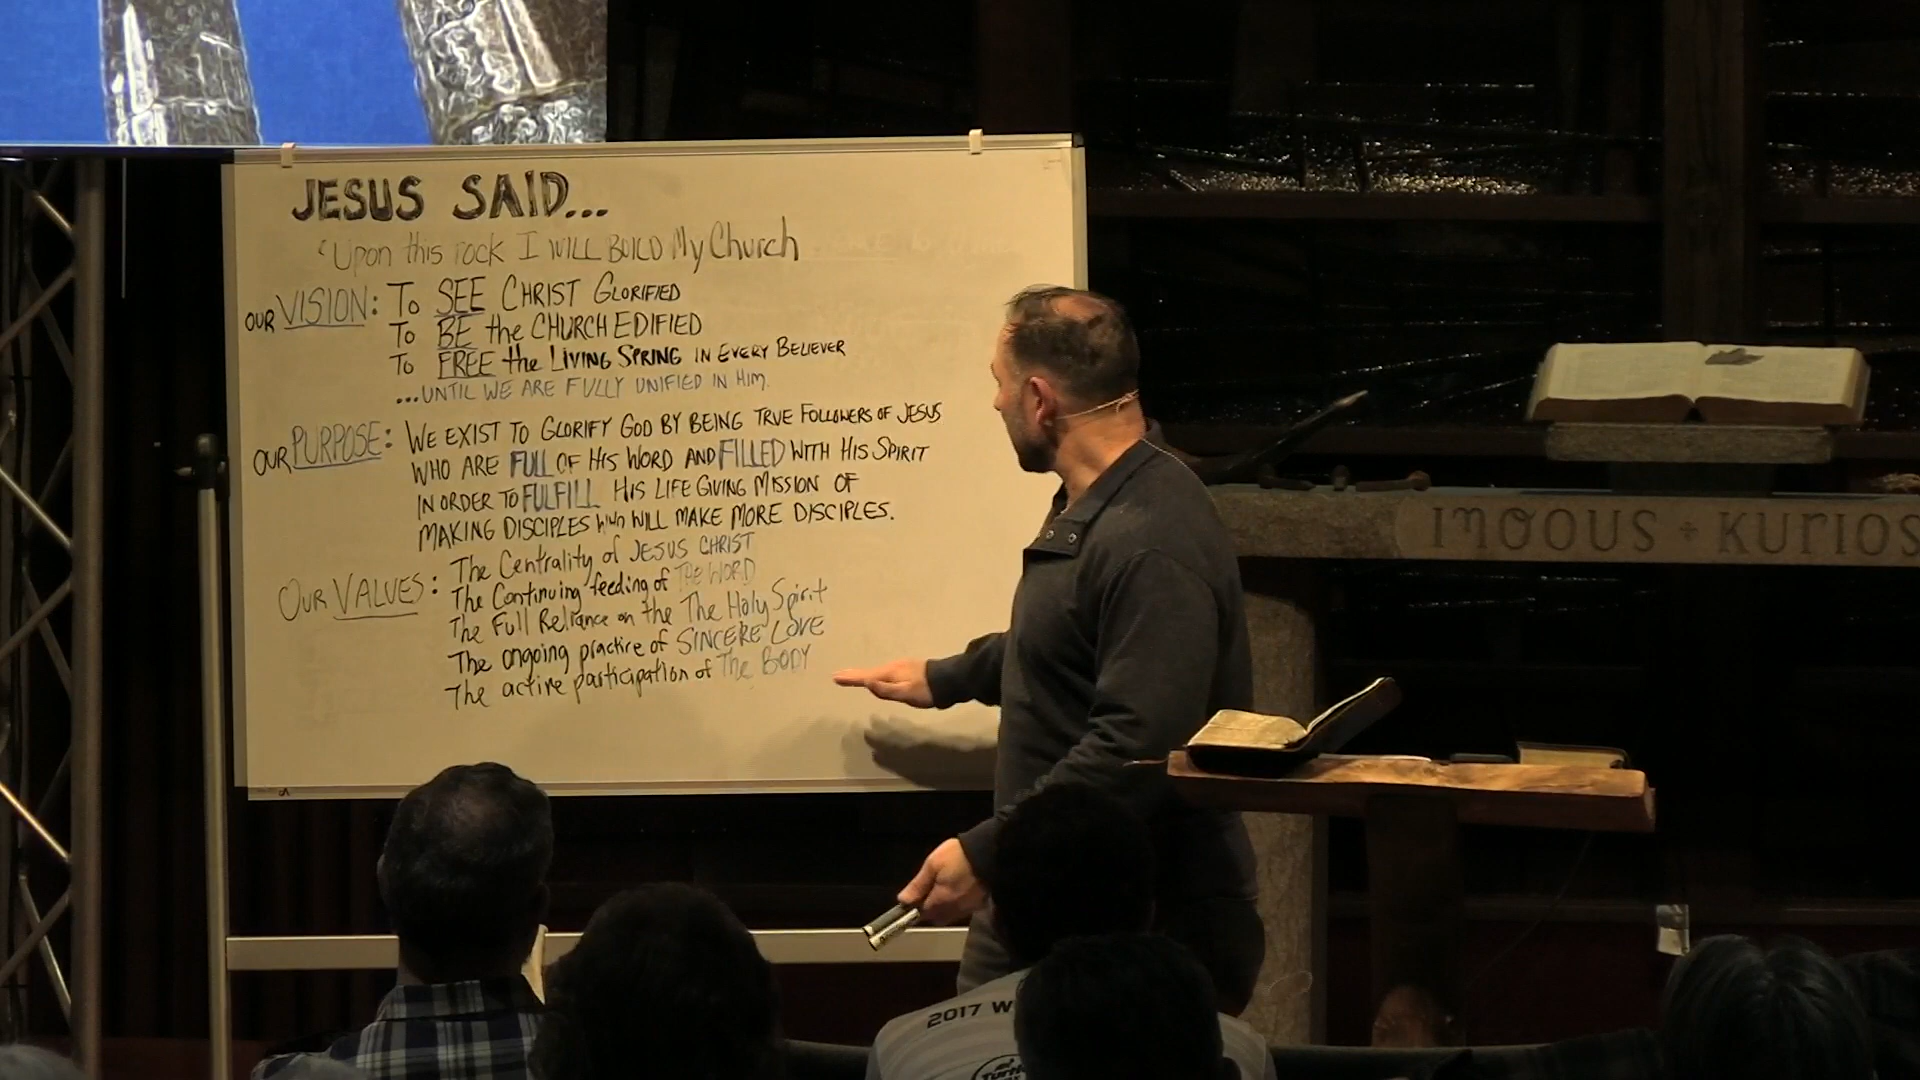 JESUS SAID...
"Upon this rock I WILL BUILD My Church
OUR VISION: To SEE CHRIST GLORIFIED
To BE the CHURCH EDIFIED
To FREE the LIVING SPRING IN EVERY BELIEVER
...UNTIL WE ARE FULLY UNIFIED IN HIM.
OUR PURPOSE: WE EXIST TO GLORIFY GOD BY BEING TRUE FOLLOWERS OF JESUS
WHO ARE FULL OF HIS WORD AND FILLED WITH HIS SPIRIT
IN ORDER TO FULFILL HIS LIFE GIVING MISSION OF
MAKING DISCIPLES WHO WILL MAKE MORE DISCIPLES.
OUR VALUES: The Centrality of JESUS CHRIST
The Continuing feeding of THE WORD
The Full Reliance on the The Holy Spirit
The ongoing practice of SINCERE LOVE
The active participation of The BODY
IHOOUS + KURIOS
2017 W